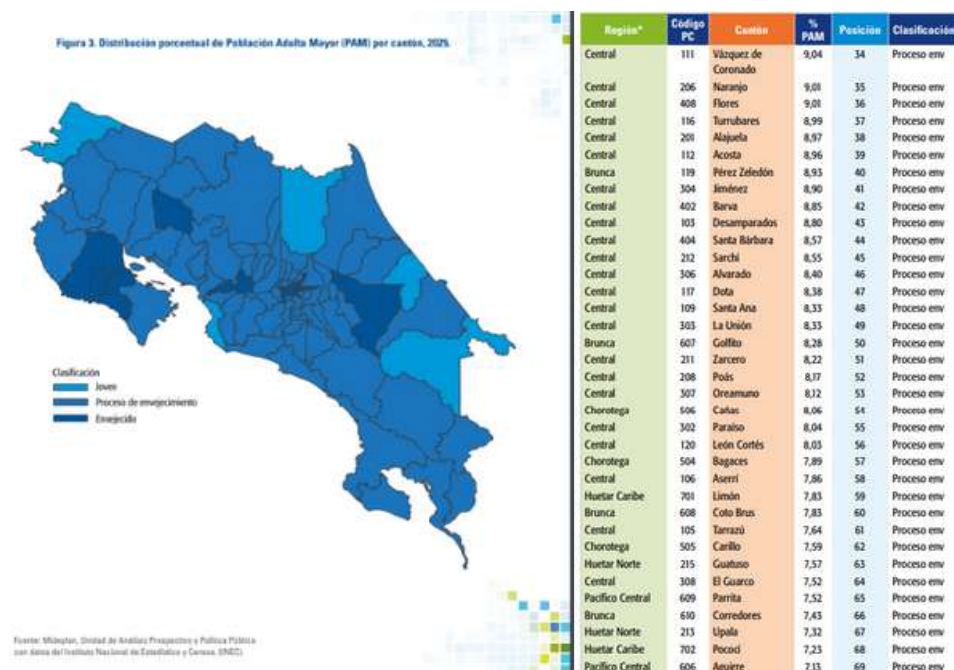 Figura 3. Distribución porcentual de Población Adulta Mayor (PAM) por cantón, 2025.
Clasificación
Joven
Proceso de envejecimiento
Envejecido
Fuente: Mideplan, Unidad de Análisis Prospectivo y Política Pública
con datos del Instituto Nacional de Estadística y Censos (INEC).
Región* Código PC Cantón % PAM Posición Clasificación
Central 111 Vázquez de Coronado 9,04 34 Proceso env
Central 206 Naranjo 9,01 35 Proceso env
Central 408 Flores 9,01 36 Proceso env
Central 116 Turrubares 8,99 37 Proceso env
Central 201 Alajuela 8,97 38 Proceso env
Central 112 Acosta 8,96 39 Proceso env
Brunca 119 Pérez Zeledón 8,93 40 Proceso env
Central 304 Jiménez 8,90 41 Proceso env
Central 402 Barva 8,85 42 Proceso env
Central 103 Desamparados 8,80 43 Proceso env
Central 404 Santa Bárbara 8,57 44 Proceso env
Central 212 Sarchí 8,55 45 Proceso env
Central 306 Alvarado 8,40 46 Proceso env
Central 117 Dota 8,38 47 Proceso env
Central 109 Santa Ana 8,33 48 Proceso env
Central 303 La Unión 8,33 49 Proceso env
Brunca 607 Golfito 8,28 50 Proceso env
Central 211 Zarcero 8,22 51 Proceso env
Central 208 Poás 8,17 52 Proceso env
Central 307 Oreamuno 8,12 53 Proceso env
Chorotega 506 Cañas 8,06 54 Proceso env
Central 302 Paraíso 8,04 55 Proceso env
Central 120 León Cortés 8,03 56 Proceso env
Chorotega 504 Bagaces 7,89 57 Proceso env
Central 106 Aserrí 7,86 58 Proceso env
Huetar Caribe 701 Limón 7,83 59 Proceso env
Brunca 608 Coto Brus 7,83 60 Proceso env
Central 105 Tarrazú 7,64 61 Proceso env
Chorotega 505 Carillo 7,59 62 Proceso env
Huetar Norte 215 Guatuso 7,57 63 Proceso env
Central 308 El Guarco 7,52 64 Proceso env
Pacífico Central 609 Parrita 7,52 65 Proceso env
Brunca 610 Corredores 7,43 66 Proceso env
Huetar Norte 213 Upala 7,32 67 Proceso env
Huetar Caribe 702 Pococí 7,23 68 Proceso env
Pacífico Central 606 Aguirre 7,13 69 Proceso env